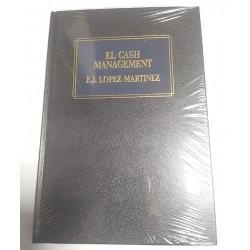 EL CASH
MANAGEMENT
F.J. LOPEZ MARTINEZ